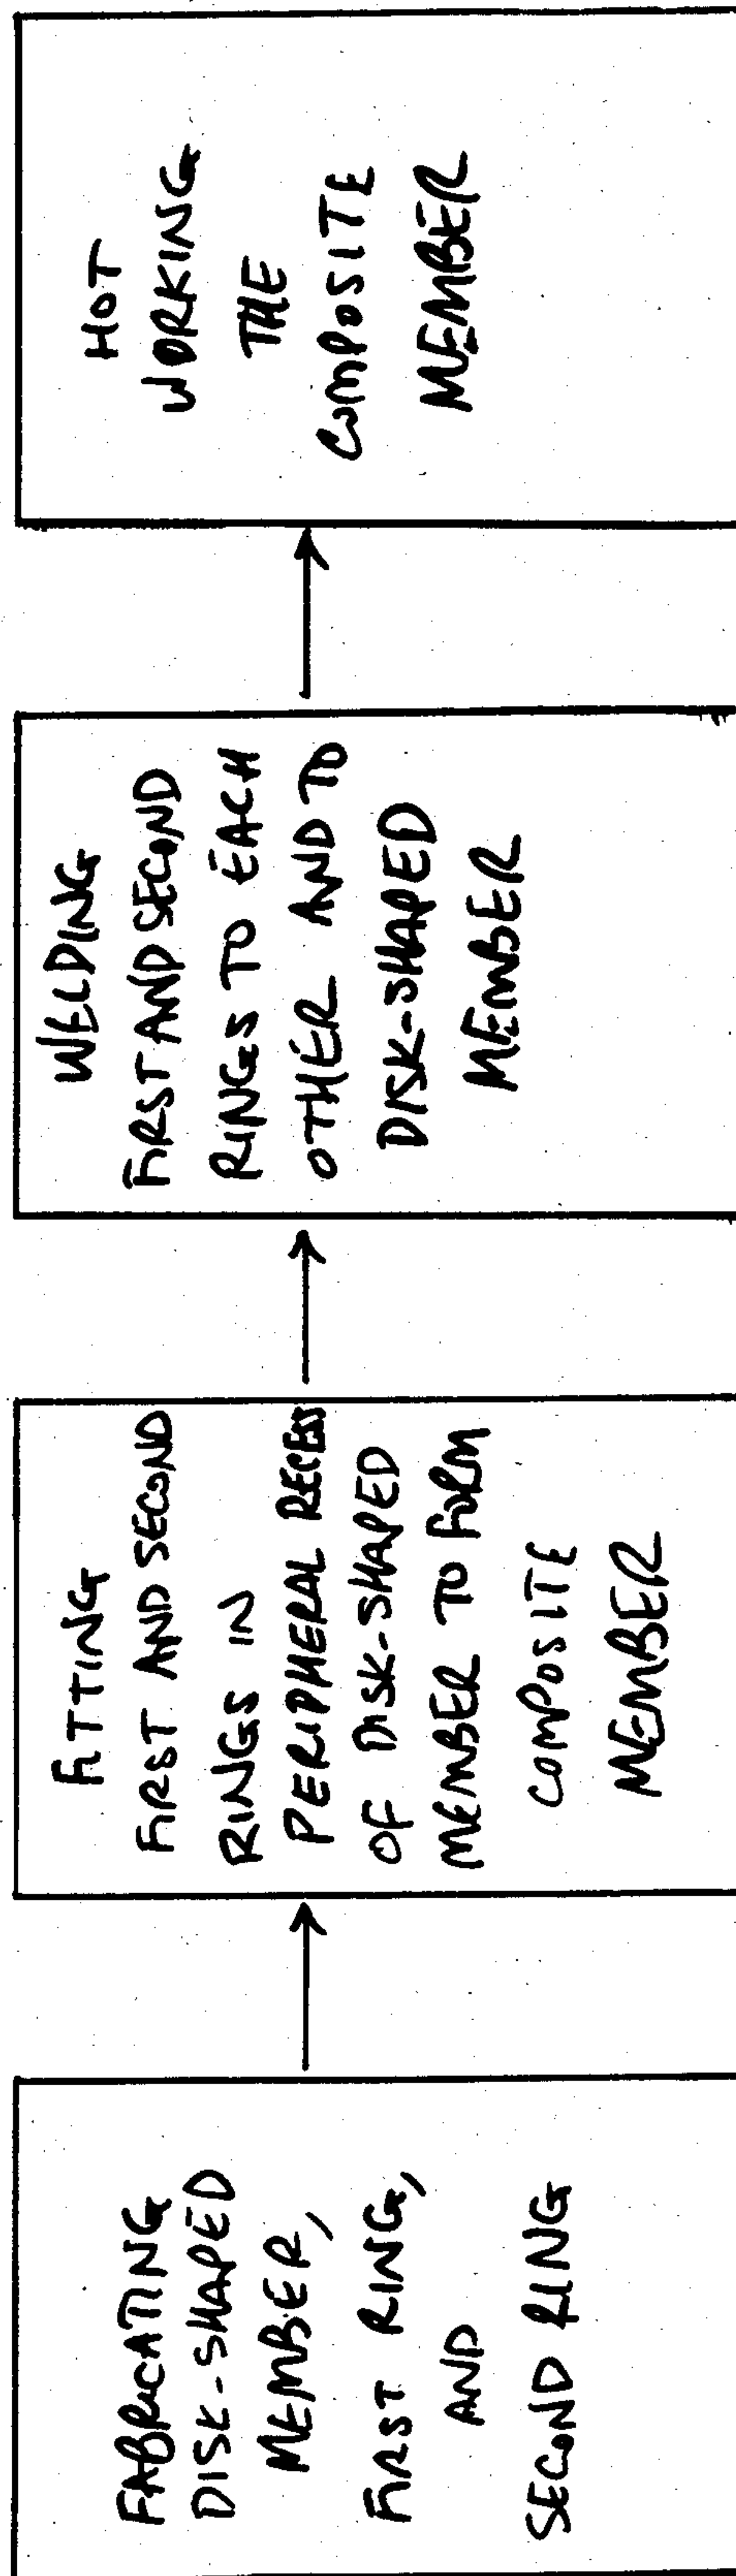 FABRICATING
DISK-SHAPED
MEMBER,
FIRST RING,
AND
SECOND RING
FITTING
FIRST AND SECOND
RINGS IN
PERIPHERAL RECESS
OF DISK-SHAPED
MEMBER TO FORM
COMPOSITE
MEMBER
WELDING
FIRST AND SECOND
RINGS TO EACH
OTHER AND TO
DISK-SHAPED
MEMBER
HOT
WORKING
THE
COMPOSITE
MEMBER